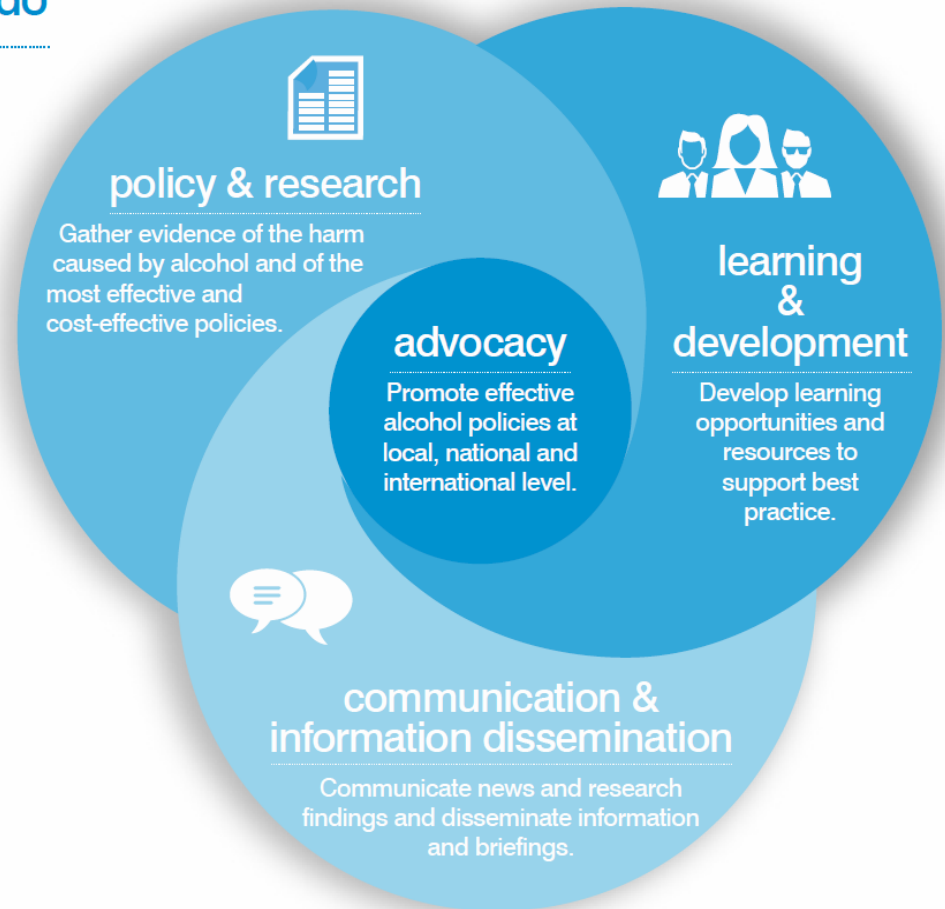 do
policy & research
Gather evidence of the harm
caused by alcohol and of the
most effective and
cost-effective policies.
learning
&
development
Develop learning
opportunities and
resources to
support best
practice.
advocacy
Promote effective
alcohol policies at
local, national and
international level.
communication &
information dissemination
Communicate news and research
findings and disseminate information
and briefings.